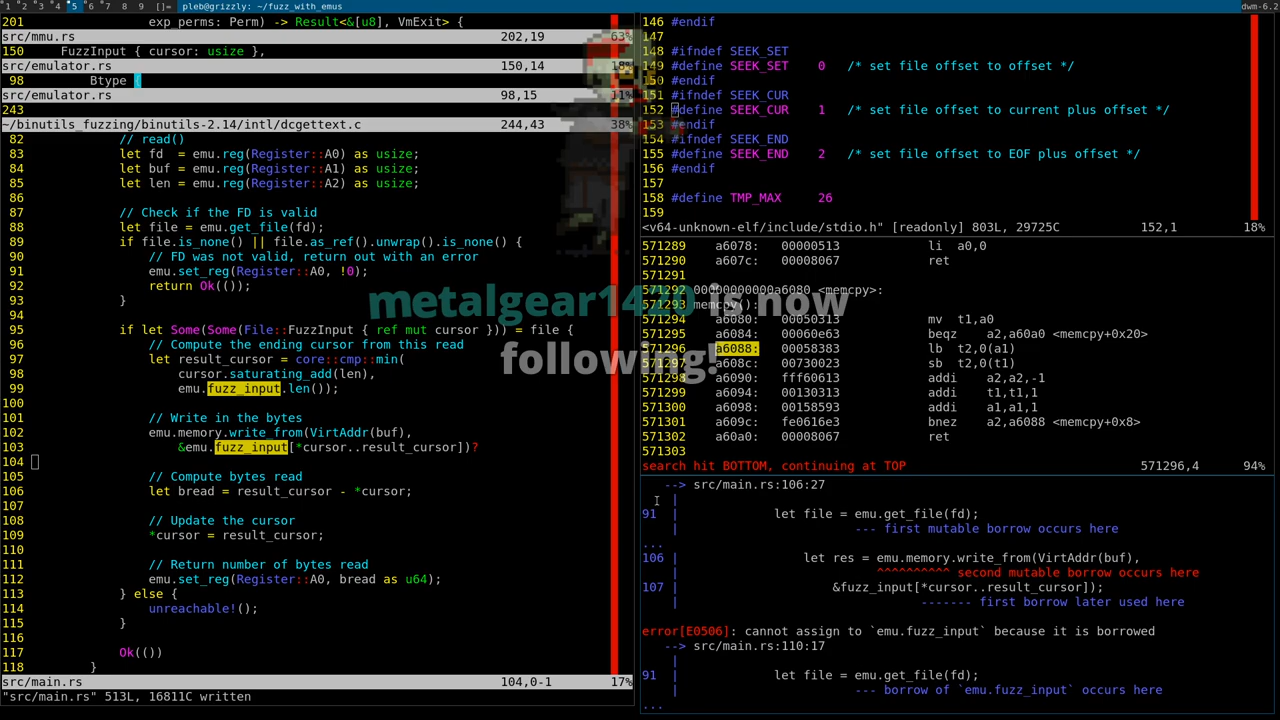 1 2 3 4 5 6 7 8 9 []= pleb@grizzly: ~/fuzz_with_emus dwm-6.2
201 exp_perms: Perm) -> Result<&[u8], VmExit> {
src/mmu.rs 202,19 63%
150 FuzzInput { cursor: usize },
src/emulator.rs 150,14 18%
98 Btype {
src/emulator.rs 98,15 11%
243
~/binutils_fuzzing/binutils-2.14/intl/dcgettext.c 244,43 38%
82 // read()
83 let fd = emu.reg(Register::A0) as usize;
84 let buf = emu.reg(Register::A1) as usize;
85 let len = emu.reg(Register::A2) as usize;
86
87 // Check if the FD is valid
88 let file = emu.get_file(fd);
89 if file.is_none() || file.as_ref().unwrap().is_none() {
90 // FD was not valid, return out with an error
91 emu.set_reg(Register::A0, !0);
92 return Ok(());
93 }
94
95 if let Some(Some(File::FuzzInput { ref mut cursor })) = file {
96 // Compute the ending cursor from this read
97 let result_cursor = core::cmp::min(
98 cursor.saturating_add(len),
99 emu.fuzz_input.len());
100
101 // Write in the bytes
102 emu.memory.write_from(VirtAddr(buf),
103 &emu.fuzz_input[*cursor..result_cursor])?
104
105 // Compute bytes read
106 let bread = result_cursor - *cursor;
107
108 // Update the cursor
109 *cursor = result_cursor;
110
111 // Return number of bytes read
112 emu.set_reg(Register::A0, bread as u64);
113 } else {
114 unreachable!();
115 }
116
117 Ok(())
118 }
src/main.rs 104,0-1 17%
"src/main.rs" 513L, 16811C written
146 #endif
147
148 #ifndef SEEK_SET
149 #define SEEK_SET 0 /* set file offset to offset */
150 #endif
151 #ifndef SEEK_CUR
152 #define SEEK_CUR 1 /* set file offset to current plus offset */
153 #endif
154 #ifndef SEEK_END
155 #define SEEK_END 2 /* set file offset to EOF plus offset */
156 #endif
157
158 #define TMP_MAX 26
159
<v64-unknown-elf/include/stdio.h" [readonly] 803L, 29725C 152,1 18%
571289 a6078: 00000513 li a0,0
571290 a607c: 00008067 ret
571291
571292 00000000000a6080 <memcpy>:
571293 memcpy():
571294 a6080: 00050313 mv t1,a0
571295 a6084: 00060e63 beqz a2,a60a0 <memcpy+0x20>
571296 a6088: 00058383 lb t2,0(a1)
571297 a608c: 00730023 sb t2,0(t1)
571298 a6090: fff60613 addi a2,a2,-1
571299 a6094: 00130313 addi t1,t1,1
571300 a6098: 00158593 addi a1,a1,1
571301 a609c: fe0616e3 bnez a2,a6088 <memcpy+0x8>
571302 a60a0: 00008067 ret
571303
search hit BOTTOM, continuing at TOP 571296,4 94%
--> src/main.rs:106:27
|
91 | let file = emu.get_file(fd);
| --- first mutable borrow occurs here
...
106 | let res = emu.memory.write_from(VirtAddr(buf),
| ^^^^^^^^^^ second mutable borrow occurs here
107 | &fuzz_input[*cursor..result_cursor]);
| ------- first borrow later used here
error[E0506]: cannot assign to `emu.fuzz_input` because it is borrowed
--> src/main.rs:110:17
|
91 | let file = emu.get_file(fd);
| --- borrow of `emu.fuzz_input` occurs here
...
metalgear1420 is now
following!